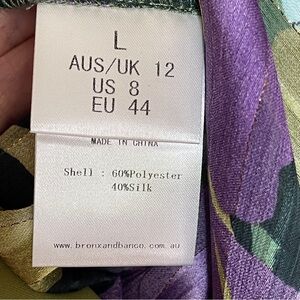 L
AUS/UK 12
US 8
EU 44
MADE IN CHINA
Shell : 60%Polyester
40%Silk
www.bronxandbanco.com.au